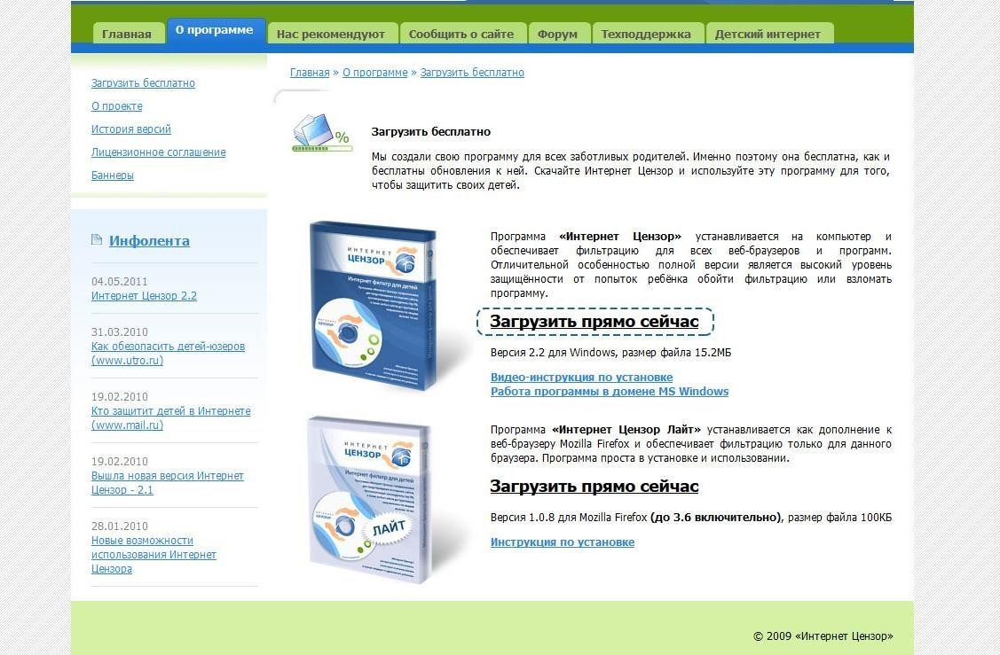 Главная
О программе
Нас рекомендуют
Сообщить о сайте
Форум
Техподдержка
Детский интернет
Загрузить бесплатно
О проекте
История версий
Лицензионное соглашение
Баннеры
Инфолента
04.05.2011
Интернет Цензор 2.2
31.03.2010
Как обезопасить детей-юзеров
(www.utro.ru)
19.02.2010
Кто защитит детей в Интернете
(www.mail.ru)
19.02.2010
Вышла новая версия Интернет
Цензор - 2.1
28.01.2010
Новые возможности
использования Интернет
Цензора
Главная » О программе » Загрузить бесплатно
%
Загрузить бесплатно
Мы создали свою программу для всех заботливых родителей. Именно поэтому она бесплатна, как и
бесплатны обновления к ней. Скачайте Интернет Цензор и используйте эту программу для того,
чтобы защитить своих детей.
ИНТЕРНЕТ
ЦЕНЗОР
Интернет фильтр для детей
Программа «Интернет Цензор» устанавливается на компьютер и
обеспечивает фильтрацию для всех веб-браузеров и программ.
Отличительной особенностью полной версии является высокий уровень
защищённости от попыток ребёнка обойти фильтрацию или взломать
программу.
Загрузить прямо сейчас
Версия 2.2 для Windows, размер файла 15.2МБ
Видео-инструкция по установке
Работа программы в домене MS Windows
ИНТЕРНЕТ
ЦЕНЗОР
Интернет фильтр для детей
ЛАЙТ
Программа «Интернет Цензор Лайт» устанавливается как дополнение к
веб-браузеру Mozilla Firefox и обеспечивает фильтрацию только для данного
браузера. Программа проста в установке и использовании.
Загрузить прямо сейчас
Версия 1.0.8 для Mozilla Firefox (до 3.6 включительно), размер файла 100КБ
Инструкция по установке
© 2009 «Интернет Цензор»